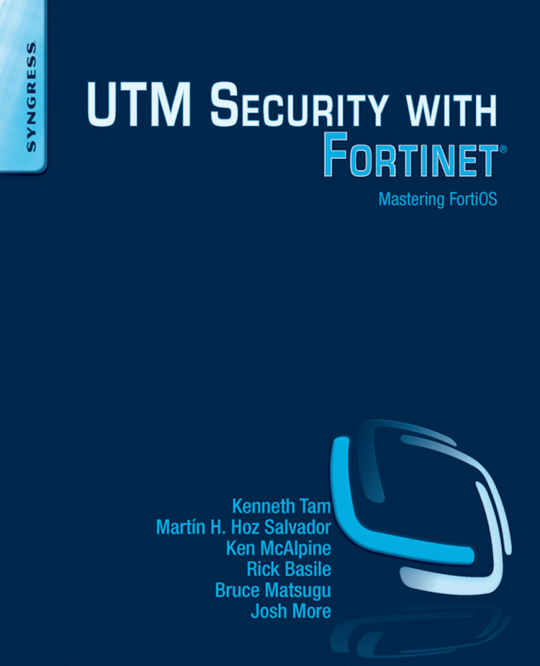 SYNGRESS
UTM SECURITY WITH
FORTINET®
Mastering FortiOS
Kenneth Tam
Martín H. Hoz Salvador
Ken McAlpine
Rick Basile
Bruce Matsugu
Josh More